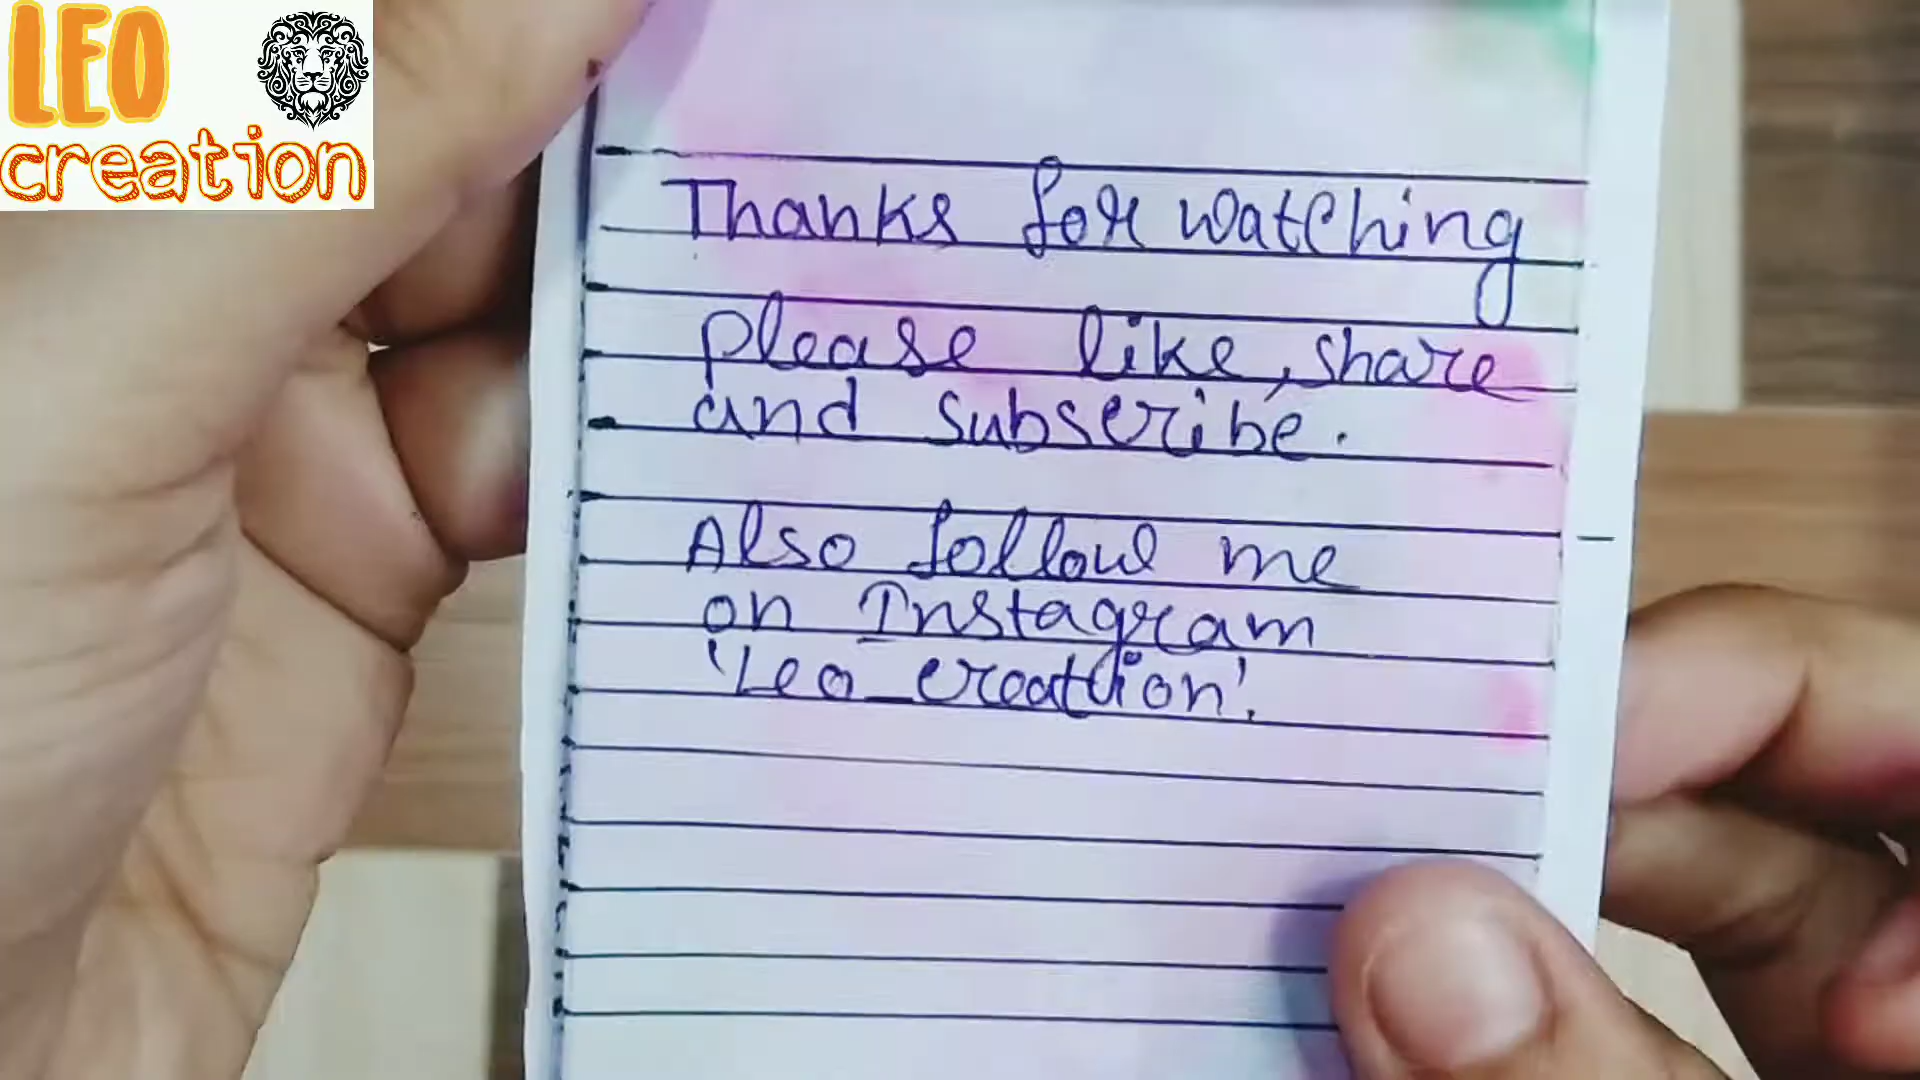 LEO
creation
Thanks for watching
please like, share
and subscribe.
Also follow me
on Instagram
'Leo_creation'.